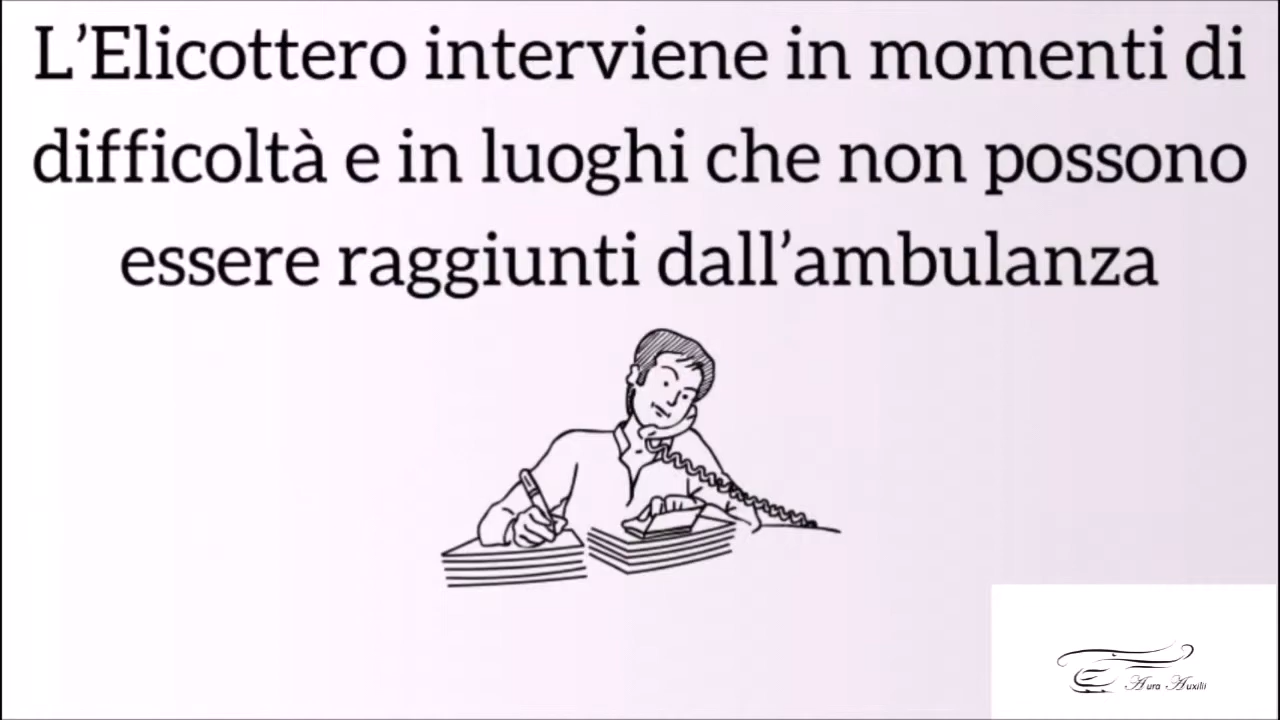 L’Elicottero interviene in momenti di
difficoltà e in luoghi che non possono
essere raggiunti dall’ambulanza
Aura Auxilii